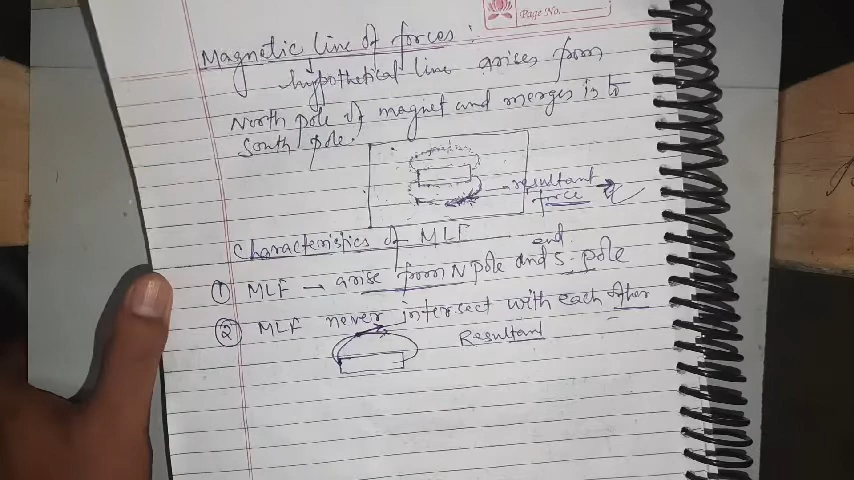 Page No.
Magnetic line of forces :
hypothetical line arises from
North pole of magnet and merges in to
South pole.
resultant
force
Characteristics of MLF
end
① MLF → arise from N pole and S-pole
② MLF never intersect with each other
Resultant